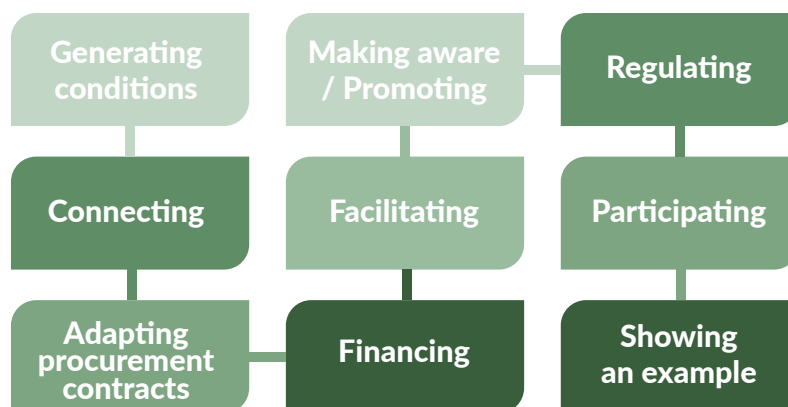 Generating
conditions
Making aware
/ Promoting
Regulating
Connecting
Facilitating
Participating
Adapting
procurement
contracts
Financing
Showing
an example